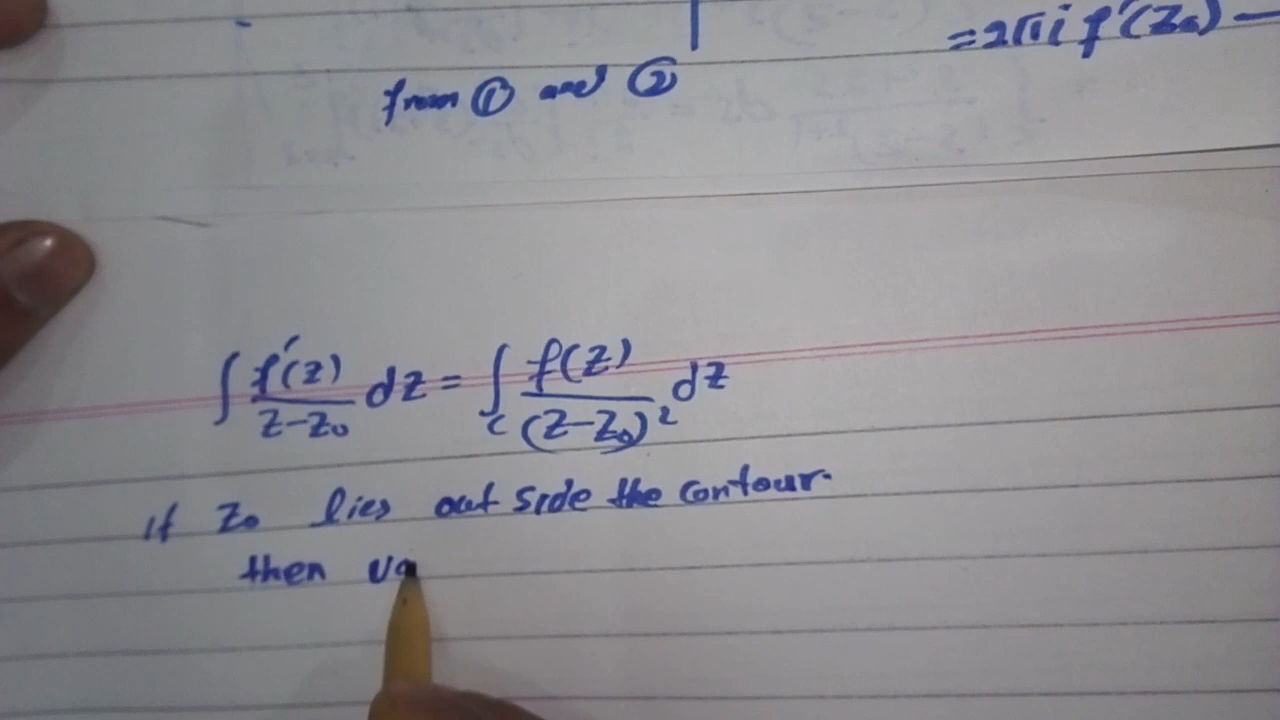 =2πi f'(Z₀) —
from ① and ②
∫ f'(z)/(z-z₀) dz = ∫c f(z)/(z-z₀)² dz
if z₀ lies out side the contour.
then va